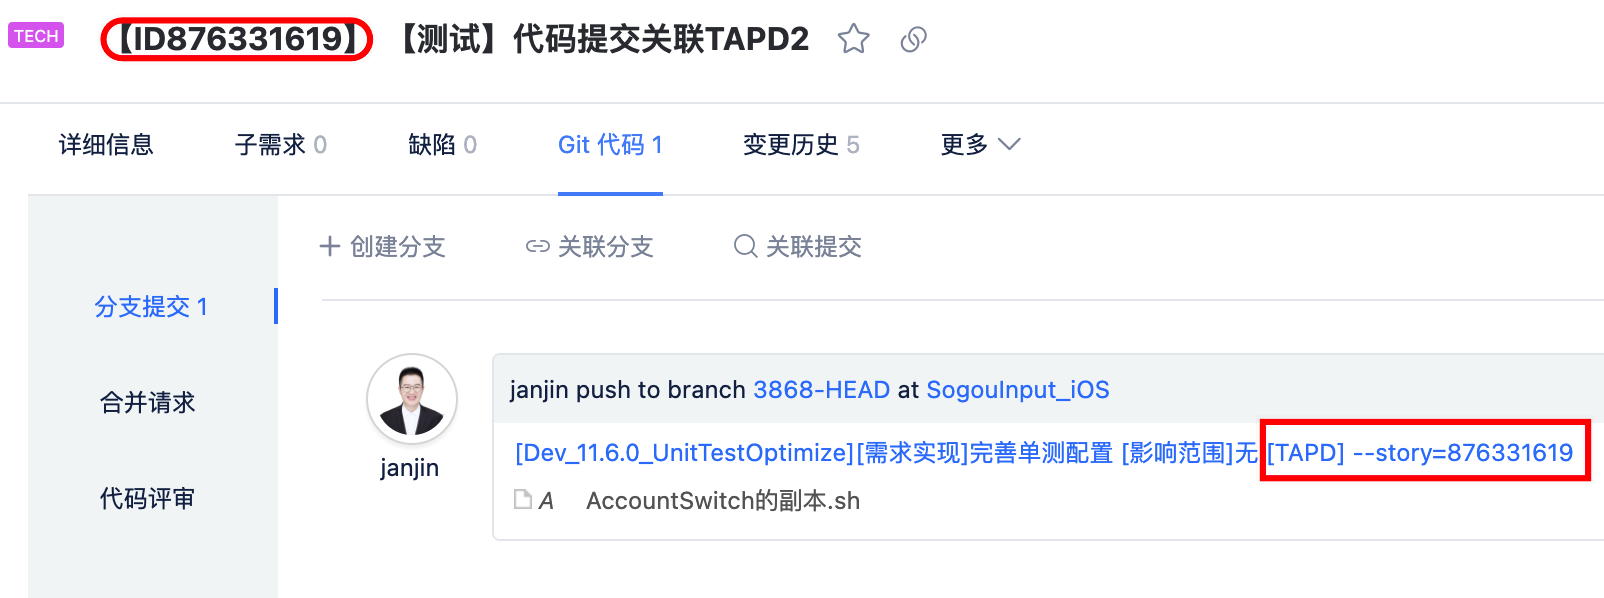 TECH 【ID876331619】 【测试】代码提交关联TAPD2
详细信息 子需求 0 缺陷 0 Git 代码 1 变更历史 5 更多
创建分支 关联分支 关联提交
分支提交 1
合并请求
代码评审
janjin
janjin push to branch 3868-HEAD at SogouInput_iOS
[Dev_11.6.0_UnitTestOptimize][需求实现]完善单测配置 [影响范围]无 [TAPD] --story=876331619
A AccountSwitch的副本.sh